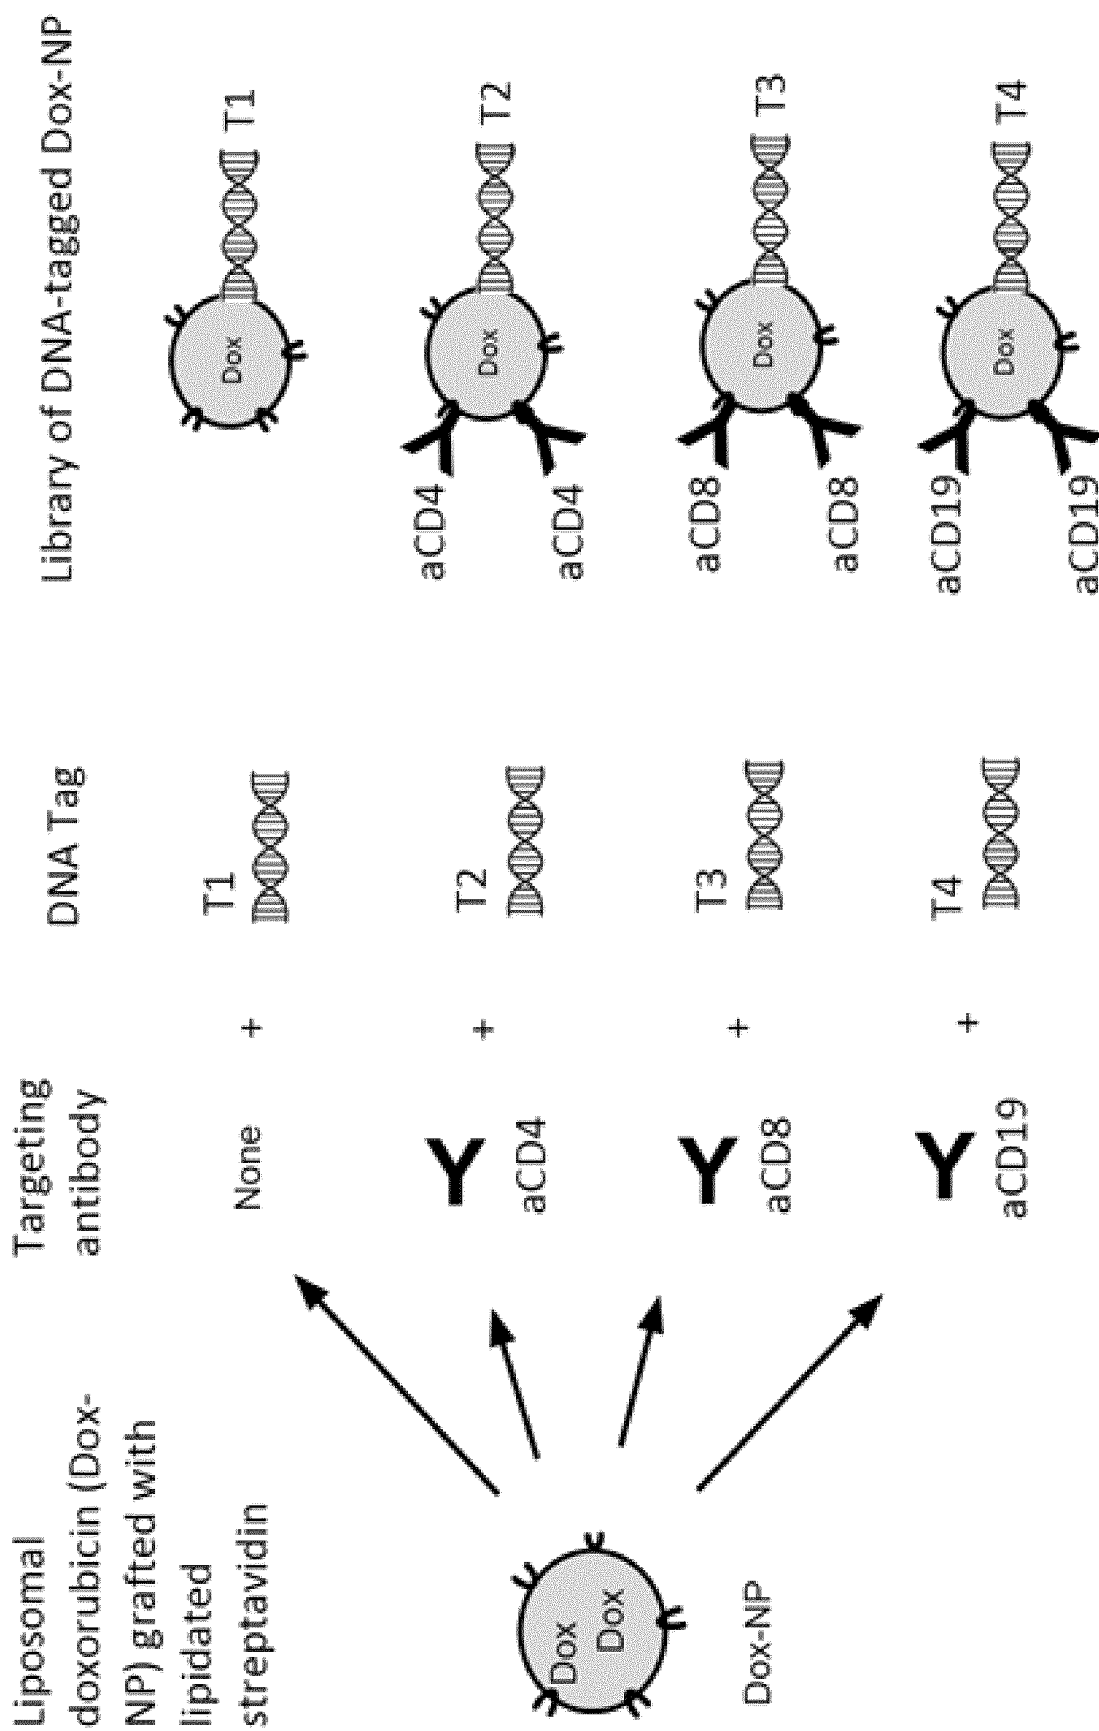 Liposomal
doxorubicin (Dox-
NP) grafted with
lipidated
streptavidin
Targeting
antibody
DNA Tag
Library of DNA-tagged Dox-NP
Dox
Dox
Dox-NP
None
+
T1
Dox
T1
aCD4
+
T2
aCD4
aCD4
Dox
T2
aCD8
+
T3
aCD8
aCD8
Dox
T3
aCD19
+
T4
aCD19
aCD19
Dox
T4